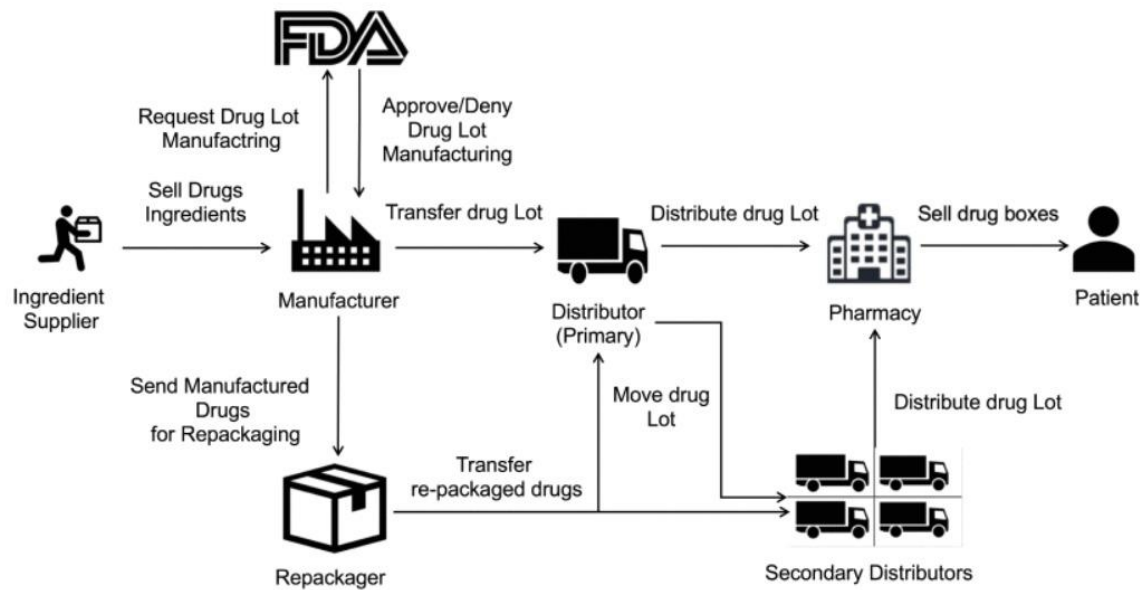 FDA
Request Drug Lot
Manufactring
Approve/Deny
Drug Lot
Manufacturing
Sell Drugs
Ingredients
Transfer drug Lot
Distribute drug Lot
Sell drug boxes
Ingredient
Supplier
Manufacturer
Distributor
(Primary)
Pharmacy
Patient
Send Manufactured
Drugs
for Repackaging
Move drug
Lot
Distribute drug Lot
Transfer
re-packaged drugs
Repackager
Secondary Distributors